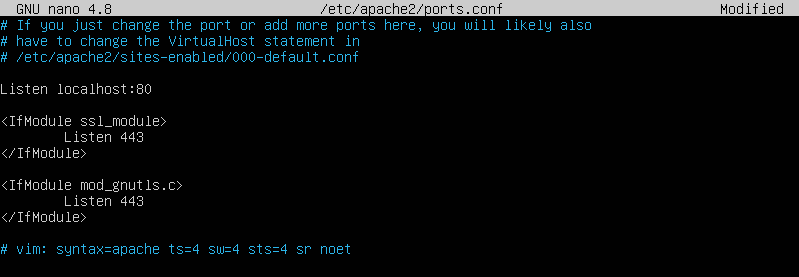 GNU nano 4.8 /etc/apache2/ports.conf Modified
# If you just change the port or add more ports here, you will likely also
# have to change the VirtualHost statement in
# /etc/apache2/sites-enabled/000-default.conf
Listen localhost:80
<IfModule ssl_module>
Listen 443
</IfModule>
<IfModule mod_gnutls.c>
Listen 443
</IfModule>
# vim: syntax=apache ts=4 sw=4 sts=4 sr noet